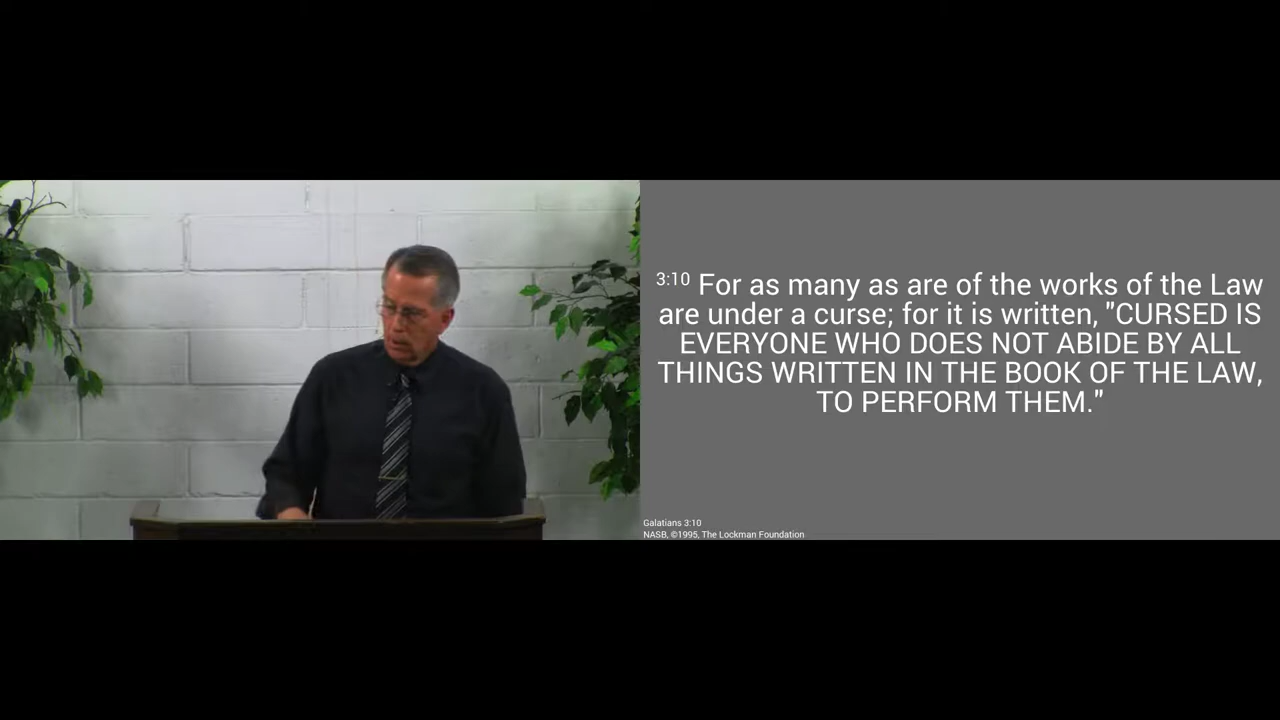 3:10 For as many as are of the works of the Law
are under a curse; for it is written, "CURSED IS
EVERYONE WHO DOES NOT ABIDE BY ALL
THINGS WRITTEN IN THE BOOK OF THE LAW,
TO PERFORM THEM."
Galatians 3:10
NASB, ©1995, The Lockman Foundation